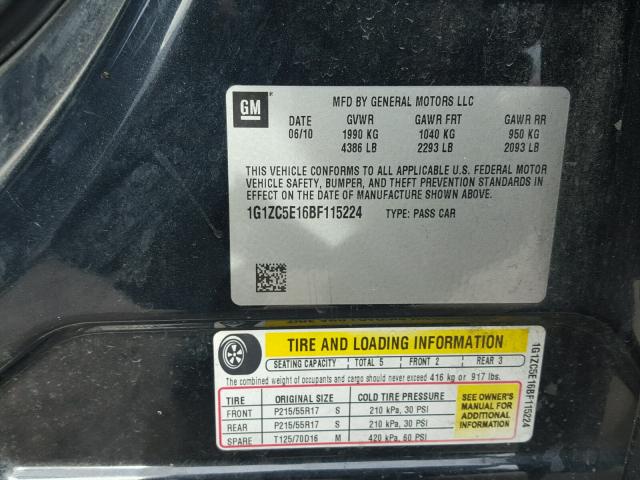 GM
MFD BY GENERAL MOTORS LLC
DATE GVWR GAWR FRT GAWR RR
06/10 1990 KG 1040 KG 950 KG
4386 LB 2293 LB 2093 LB
THIS VEHICLE CONFORMS TO ALL APPLICABLE U.S. FEDERAL MOTOR
VEHICLE SAFETY, BUMPER, AND THEFT PREVENTION STANDARDS IN
EFFECT ON THE DATE OF MANUFACTURE SHOWN ABOVE.
1G1ZC5E16BF115224 TYPE: PASS CAR
TIRE AND LOADING INFORMATION
SEATING CAPACITY TOTAL 5 FRONT 2 REAR 3
The combined weight of occupants and cargo should never exceed 416 kg or 917 lbs.
TIRE ORIGINAL SIZE COLD TIRE PRESSURE
FRONT P215/55R17 S 210 kPa, 30 PSI
REAR P215/55R17 S 210 kPa, 30 PSI
SPARE T125/70D16 M 420 kPa, 60 PSI
SEE OWNER'S
MANUAL FOR
ADDITIONAL
INFORMATION
1G1ZC5E16BF115224